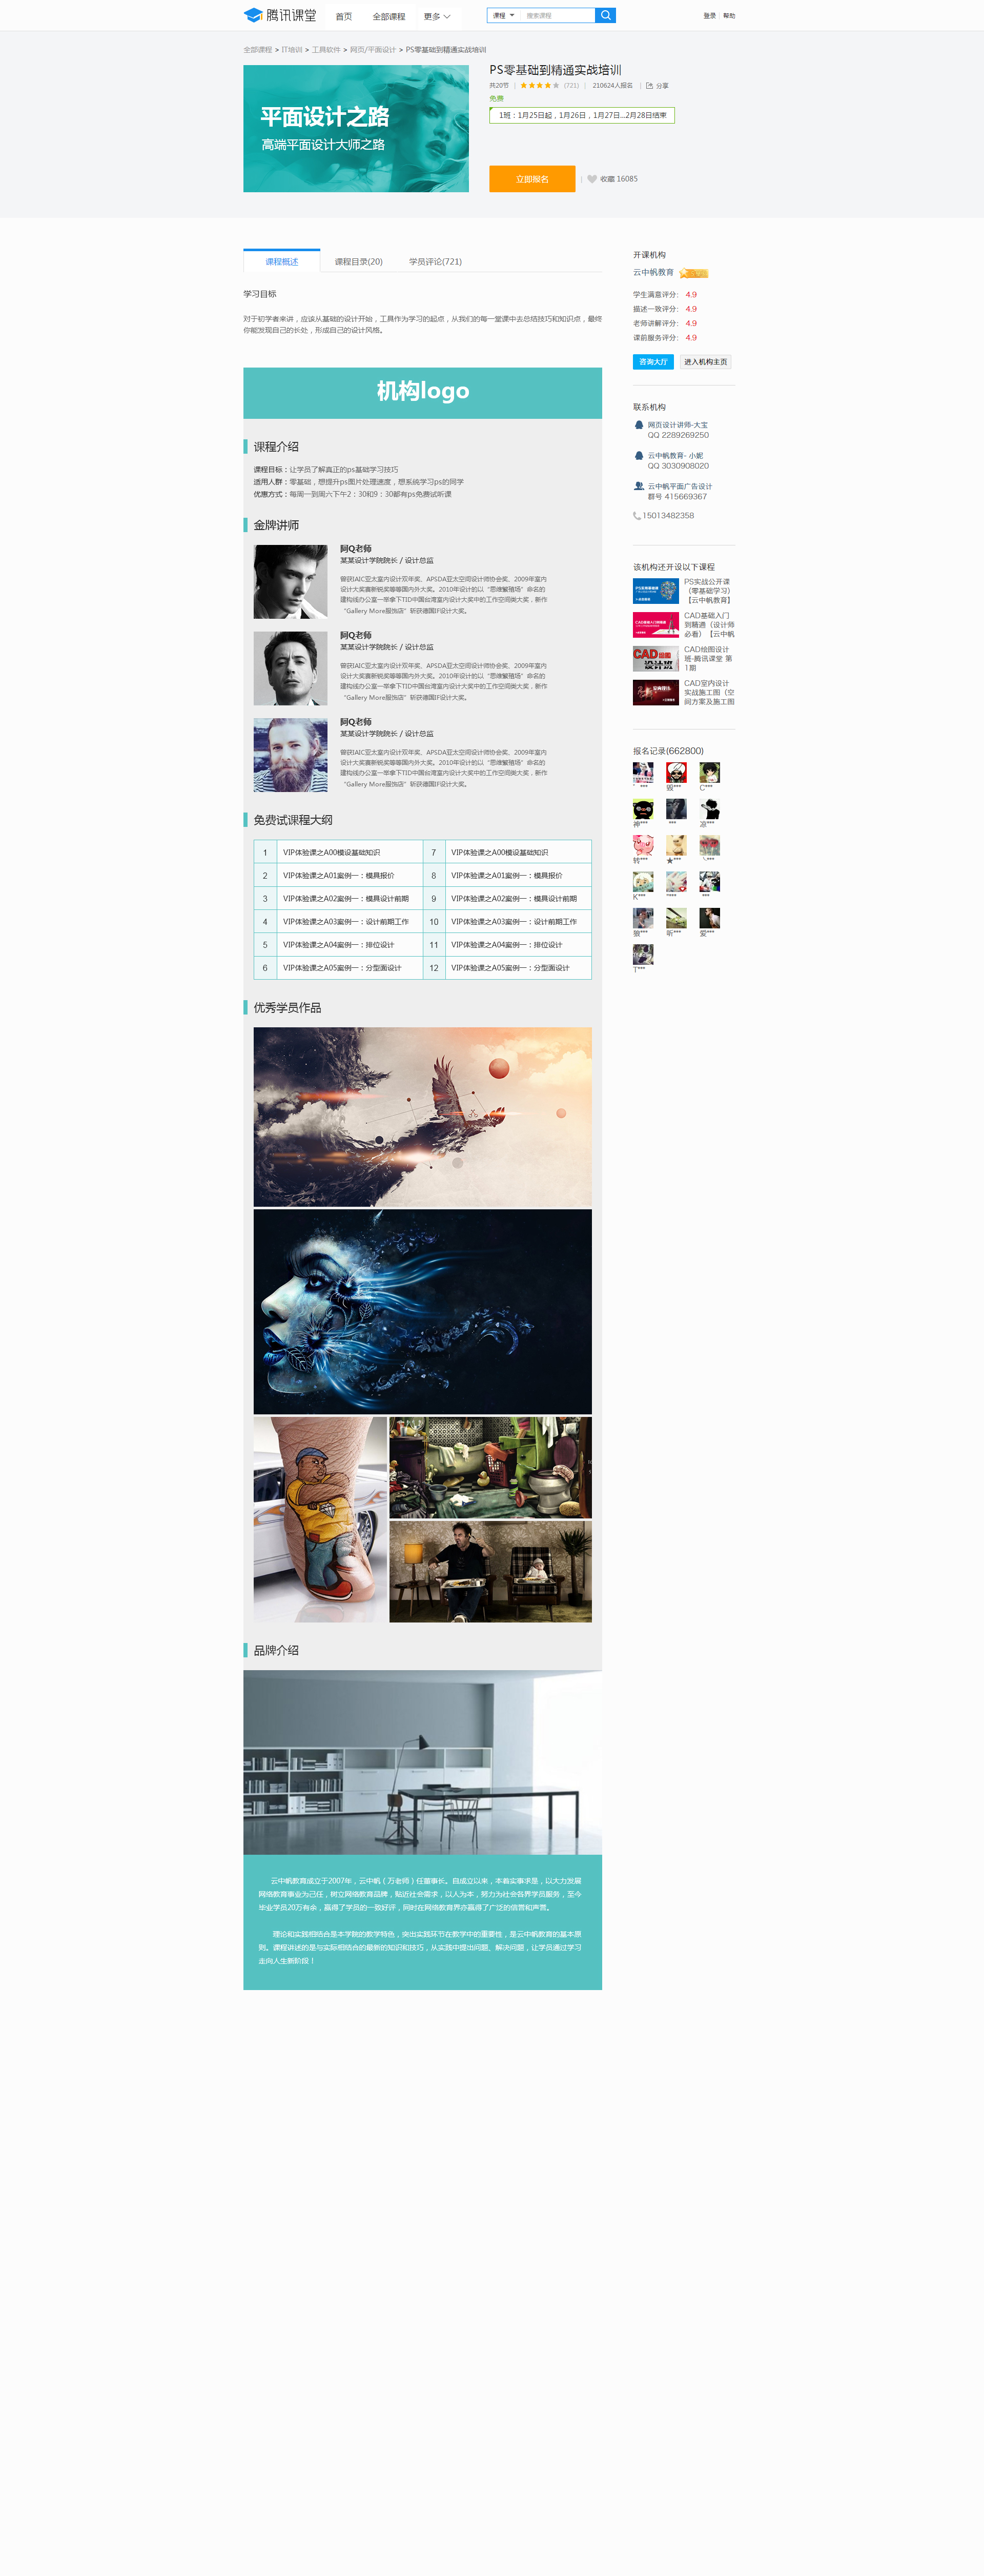 腾讯课堂
首页
全部课程
更多
课程
搜索课程
登录
帮助
全部课程 > IT培训 > 工具软件 > 网页/平面设计 > PS零基础到精通实战培训
平面设计之路
高端平面设计大师之路
PS零基础到精通实战培训
共20节
(721)
210624人报名
分享
免费
1班：1月25日起，1月26日，1月27日...2月28日结束
立即报名
收藏 16085
课程概述
课程目录(20)
学员评论(721)
学习目标
对于初学者来讲，应该从基础的设计开始，工具作为学习的起点，从我们的每一堂课中去总结技巧和知识点，最终
你能发现自己的长处，形成自己的设计风格。
机构logo
课程介绍
课程目标：让学员了解真正的ps基础学习技巧
适用人群：零基础，想提升ps图片处理速度，想系统学习ps的同学
优惠方式：每周一到周六下午2：30和9：30都有ps免费试听课
金牌讲师
阿Q老师
某某设计学院院长 / 设计总监
曾获IAIC亚太室内设计双年奖、APSDA亚太空间设计师协会奖、2009年室内
设计大奖赛新锐奖等等国内外大奖。2010年设计的以“思维繁殖场”命名的
建构线办公室一举拿下TID中国台湾室内设计大奖中的工作空间类大奖，新作
“Gallery More服饰店”斩获德国IF设计大奖。
阿Q老师
某某设计学院院长 / 设计总监
曾获IAIC亚太室内设计双年奖、APSDA亚太空间设计师协会奖、2009年室内
设计大奖赛新锐奖等等国内外大奖。2010年设计的以“思维繁殖场”命名的
建构线办公室一举拿下TID中国台湾室内设计大奖中的工作空间类大奖，新作
“Gallery More服饰店”斩获德国IF设计大奖。
阿Q老师
某某设计学院院长 / 设计总监
曾获IAIC亚太室内设计双年奖、APSDA亚太空间设计师协会奖、2009年室内
设计大奖赛新锐奖等等国内外大奖。2010年设计的以“思维繁殖场”命名的
建构线办公室一举拿下TID中国台湾室内设计大奖中的工作空间类大奖，新作
“Gallery More服饰店”斩获德国IF设计大奖。
免费试课程大纲
1 VIP体验课之A00模设基础知识 7 VIP体验课之A00模设基础知识
2 VIP体验课之A01案例一：模具报价 8 VIP体验课之A01案例一：模具报价
3 VIP体验课之A02案例一：模具设计前期 9 VIP体验课之A02案例一：模具设计前期
4 VIP体验课之A03案例一：设计前期工作 10 VIP体验课之A03案例一：设计前期工作
5 VIP体验课之A04案例一：排位设计 11 VIP体验课之A04案例一：排位设计
6 VIP体验课之A05案例一：分型面设计 12 VIP体验课之A05案例一：分型面设计
优秀学员作品
品牌介绍
云中帆教育成立于2007年，云中帆（万老师）任董事长。自成立以来，本着实事求是，以大力发展
网络教育事业为己任，树立网络教育品牌，贴近社会需求，以人为本，努力为社会各界学员服务，至今
毕业学员20万有余，赢得了学员的一致好评，同时在网络教育界亦赢得了广泛的信誉和声誉。
理论和实践相结合是本学院的教学特色，突出实践环节在教学中的重要性，是云中帆教育的基本原
则。课程讲述的是与实际相结合的最新的知识和技巧，从实践中提出问题、解决问题，让学员通过学习
走向人生新阶段！
开课机构
云中帆教育
学生满意评分： 4.9
描述一致评分： 4.9
老师讲解评分： 4.9
课前服务评分： 4.9
咨询大厅
进入机构主页
联系机构
网页设计讲师-大宝
QQ 2289269250
云中帆教育- 小妮
QQ 3030908020
云中帆平面广告设计
群号 415669367
15013482358
该机构还开设以下课程
PS实战公开课
（零基础学习）
【云中帆教育】
CAD基础入门
到精通（设计师
必看）【云中帆
CAD绘图设计
班-腾讯课堂 第
1期
CAD室内设计
实战施工图（空
间方案及施工图
报名记录(662800)